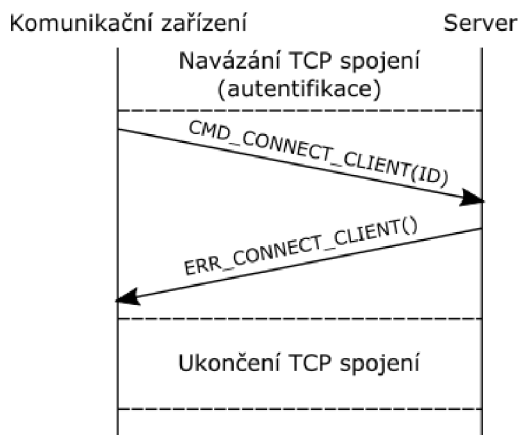 Komunikační zařízení
Server
Navázání TCP spojení
(autentifikace)
CMD_CONNECT_CLIENT(ID)
ERR_CONNECT_CLIENT()
Ukončení TCP spojení